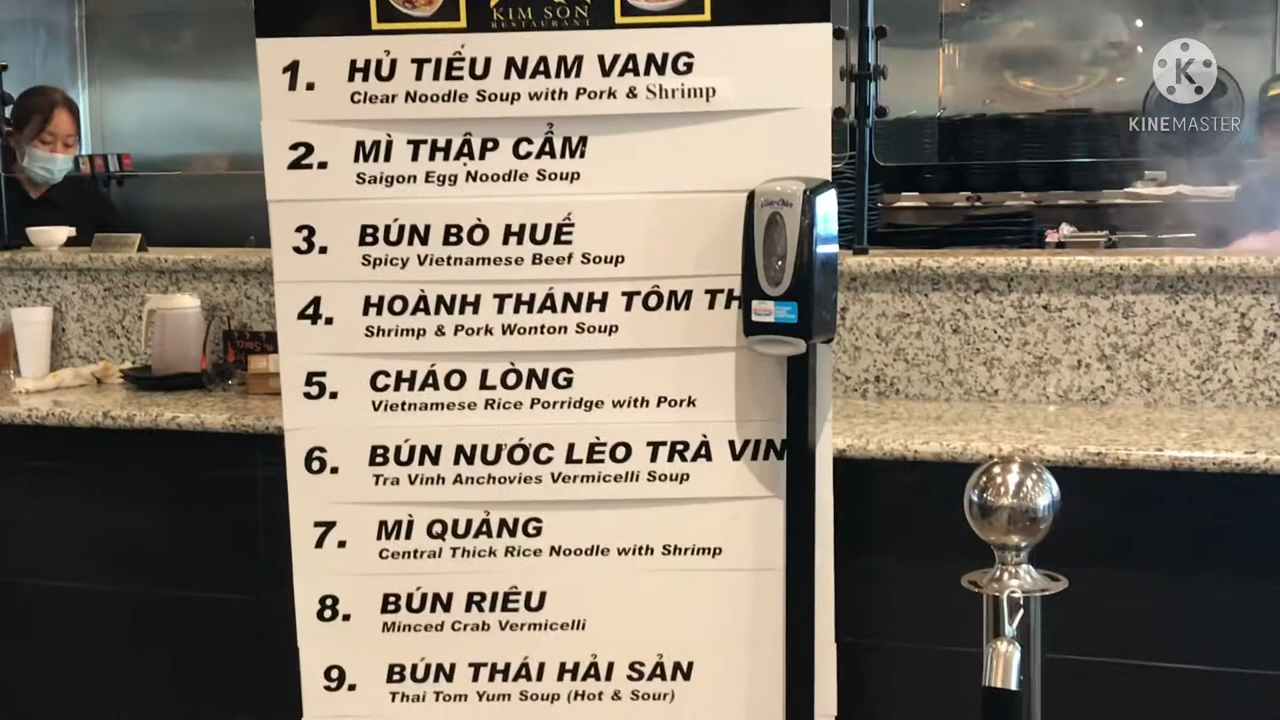 KIM SON
RESTAURANT
1. HỦ TIẾU NAM VANG
Clear Noodle Soup with Pork & Shrimp
2. MÌ THẬP CẨM
Saigon Egg Noodle Soup
3. BÚN BÒ HUẾ
Spicy Vietnamese Beef Soup
4. HOÀNH THÁNH TÔM TH
Shrimp & Pork Wonton Soup
5. CHÁO LÒNG
Vietnamese Rice Porridge with Pork
6. BÚN NƯỚC LÈO TRÀ VIN
Tra Vinh Anchovies Vermicelli Soup
7. MÌ QUẢNG
Central Thick Rice Noodle with Shrimp
8. BÚN RIÊU
Minced Crab Vermicelli
9. BÚN THÁI HẢI SẢN
Thai Tom Yum Soup (Hot & Sour)
K
KINEMASTER